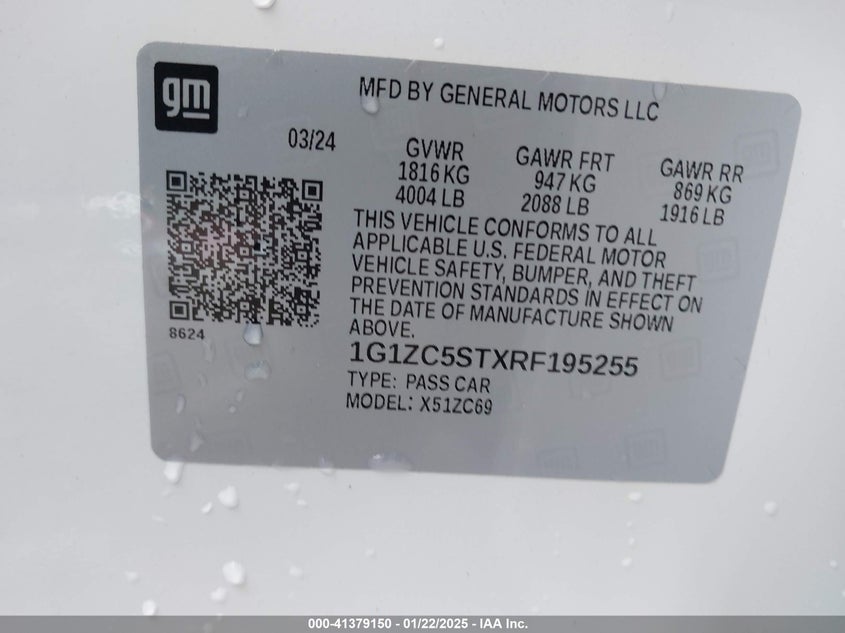 gm
MFD BY GENERAL MOTORS LLC
03/24
GVWR GAWR FRT GAWR RR
1816 KG 947 KG 869 KG
4004 LB 2088 LB 1916 LB
THIS VEHICLE CONFORMS TO ALL
APPLICABLE U.S. FEDERAL MOTOR
VEHICLE SAFETY, BUMPER, AND THEFT
PREVENTION STANDARDS IN EFFECT ON
THE DATE OF MANUFACTURE SHOWN
ABOVE.
8624
1G1ZC5STXRF195255
TYPE: PASS CAR
MODEL: X51ZC69
000-41379150 - 01/22/2025 - IAA Inc.